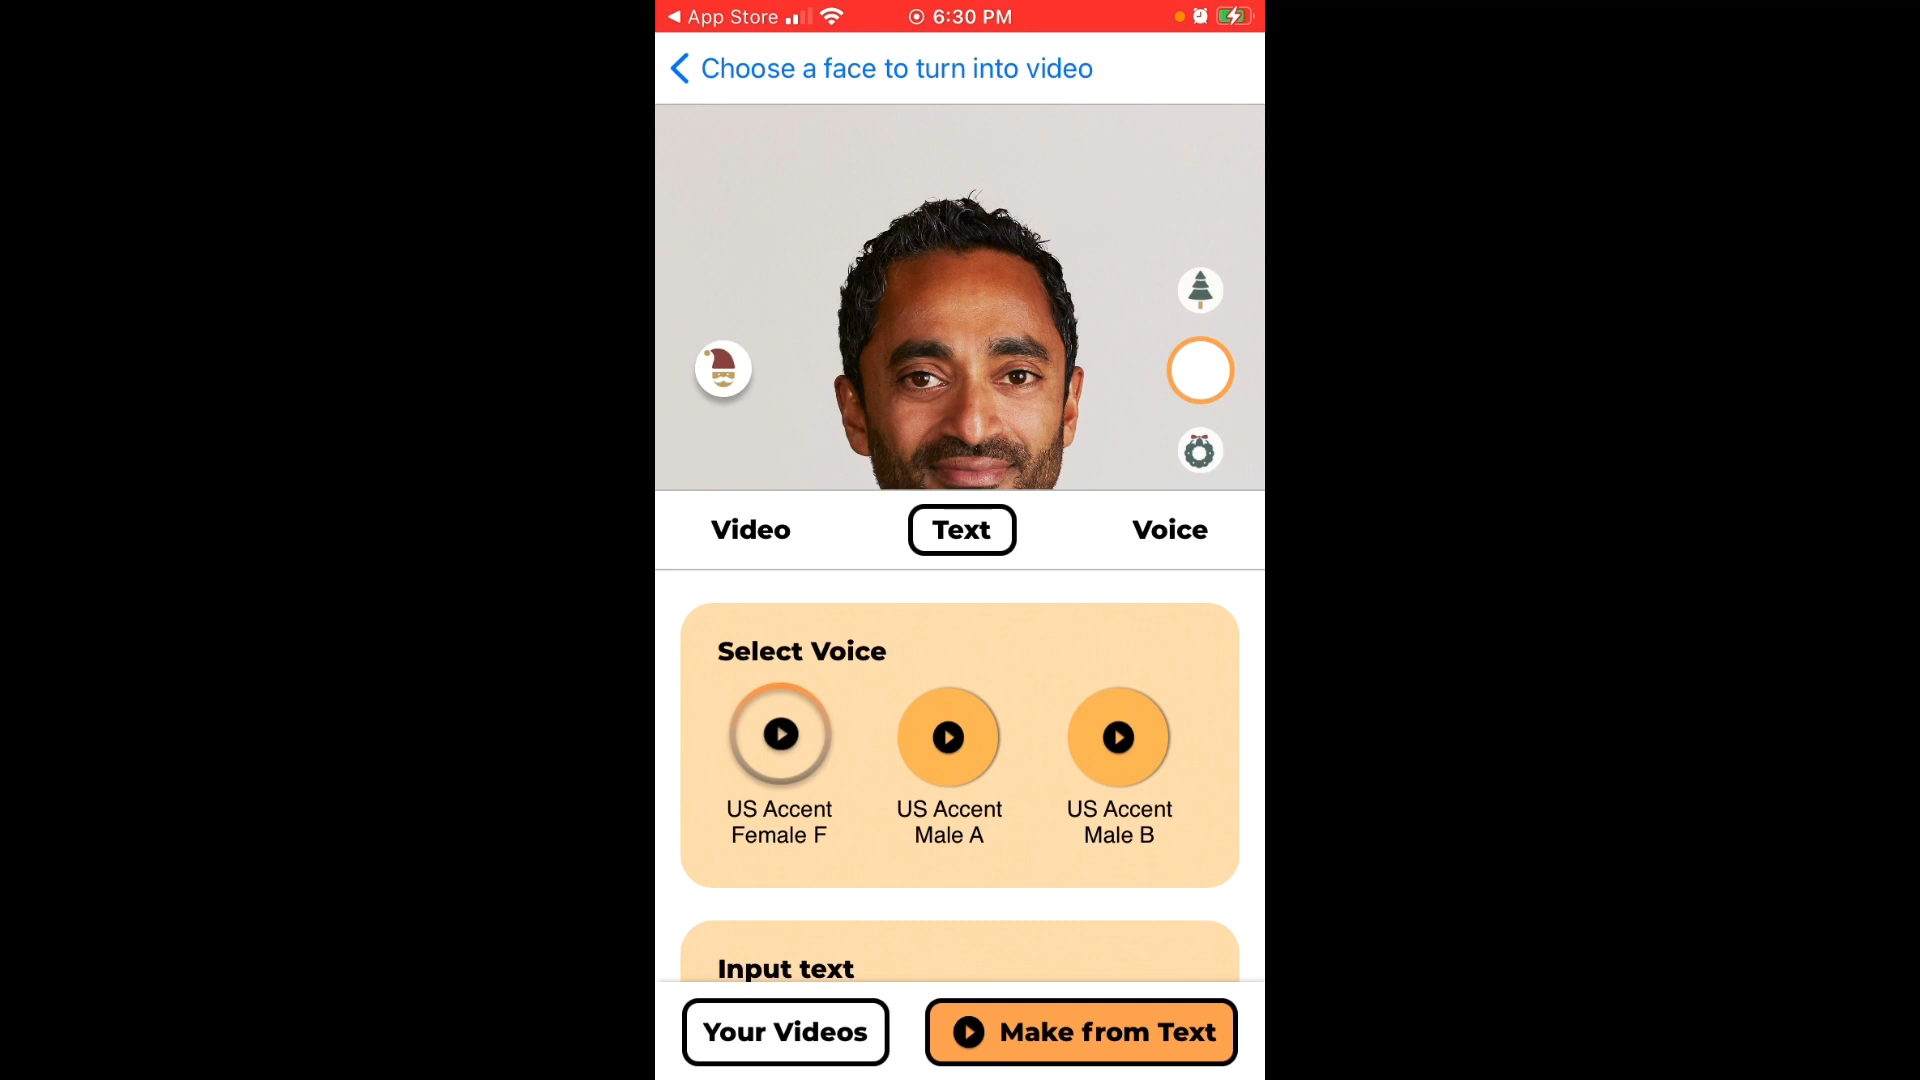 App Store 6:30 PM
Choose a face to turn into video
Video Text Voice
Select Voice
US Accent Female F
US Accent Male A
US Accent Male B
Input text
Your Videos Make from Text